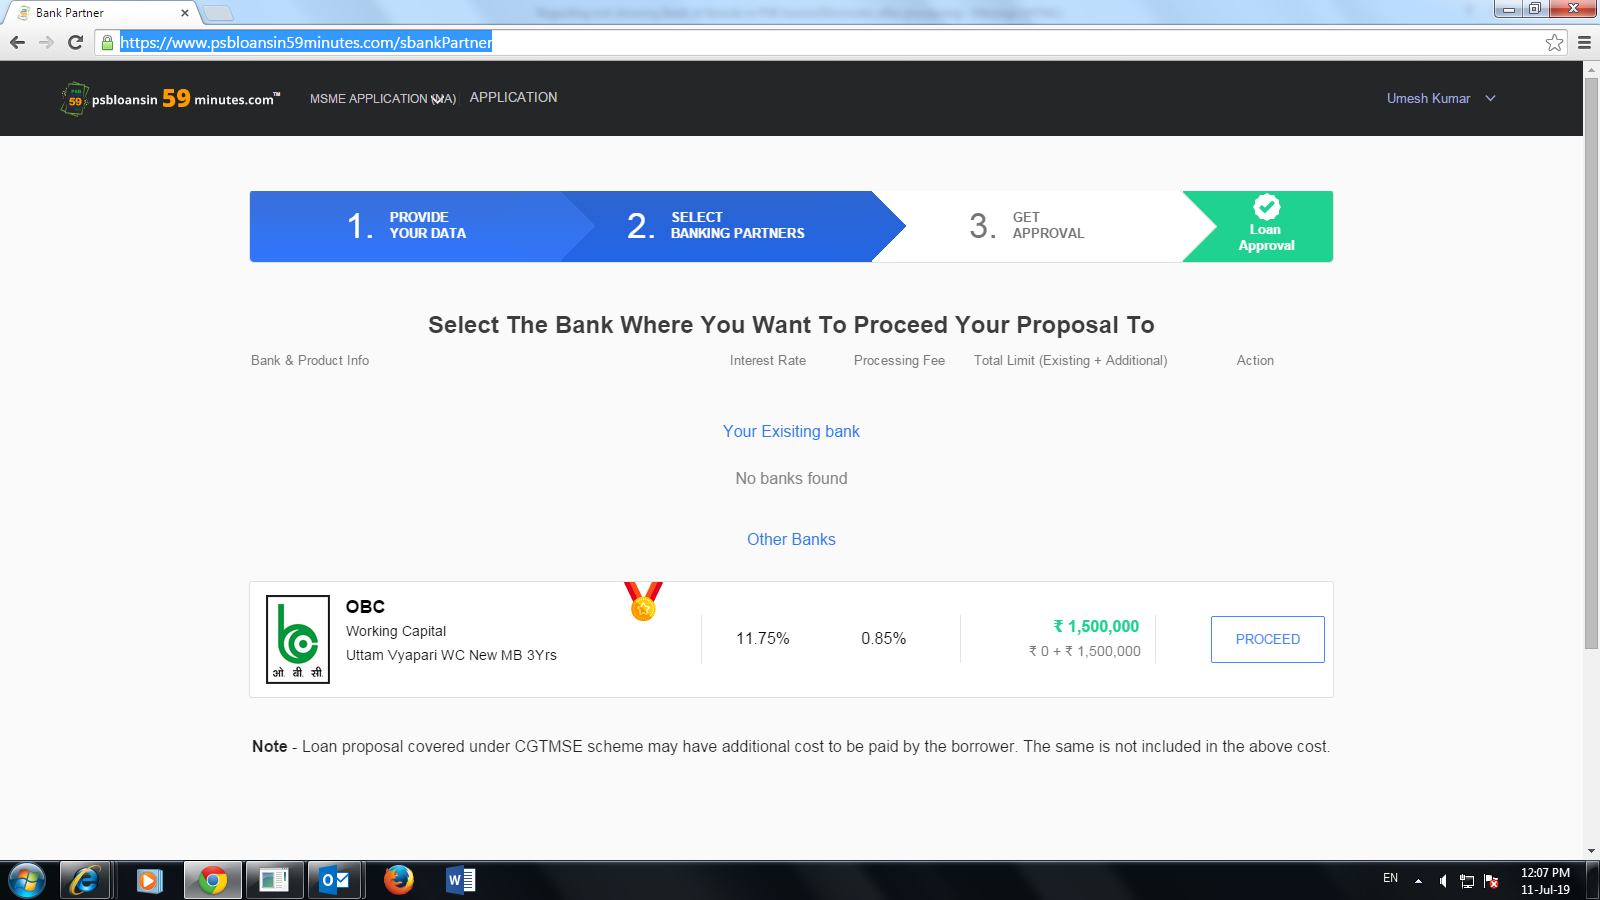 Bank Partner
https://www.psbloansin59minutes.com/sbankPartner
PSB 59 psbloansin 59 minutes.com™ MSME APPLICATION APPLICATION Umesh Kumar
1. PROVIDE
YOUR DATA
2. SELECT
BANKING PARTNERS
3. GET
APPROVAL
Loan
Approval
Select The Bank Where You Want To Proceed Your Proposal To
Bank & Product Info Interest Rate Processing Fee Total Limit (Existing + Additional) Action
Your Exisiting bank
No banks found
Other Banks
ओ. बी. सी.
OBC
Working Capital
Uttam Vyapari WC New MB 3Yrs
11.75% 0.85%
₹ 1,500,000
₹ 0 + ₹ 1,500,000
PROCEED
Note - Loan proposal covered under CGTMSE scheme may have additional cost to be paid by the borrower. The same is not included in the above cost.
EN
12:07 PM
11-Jul-19